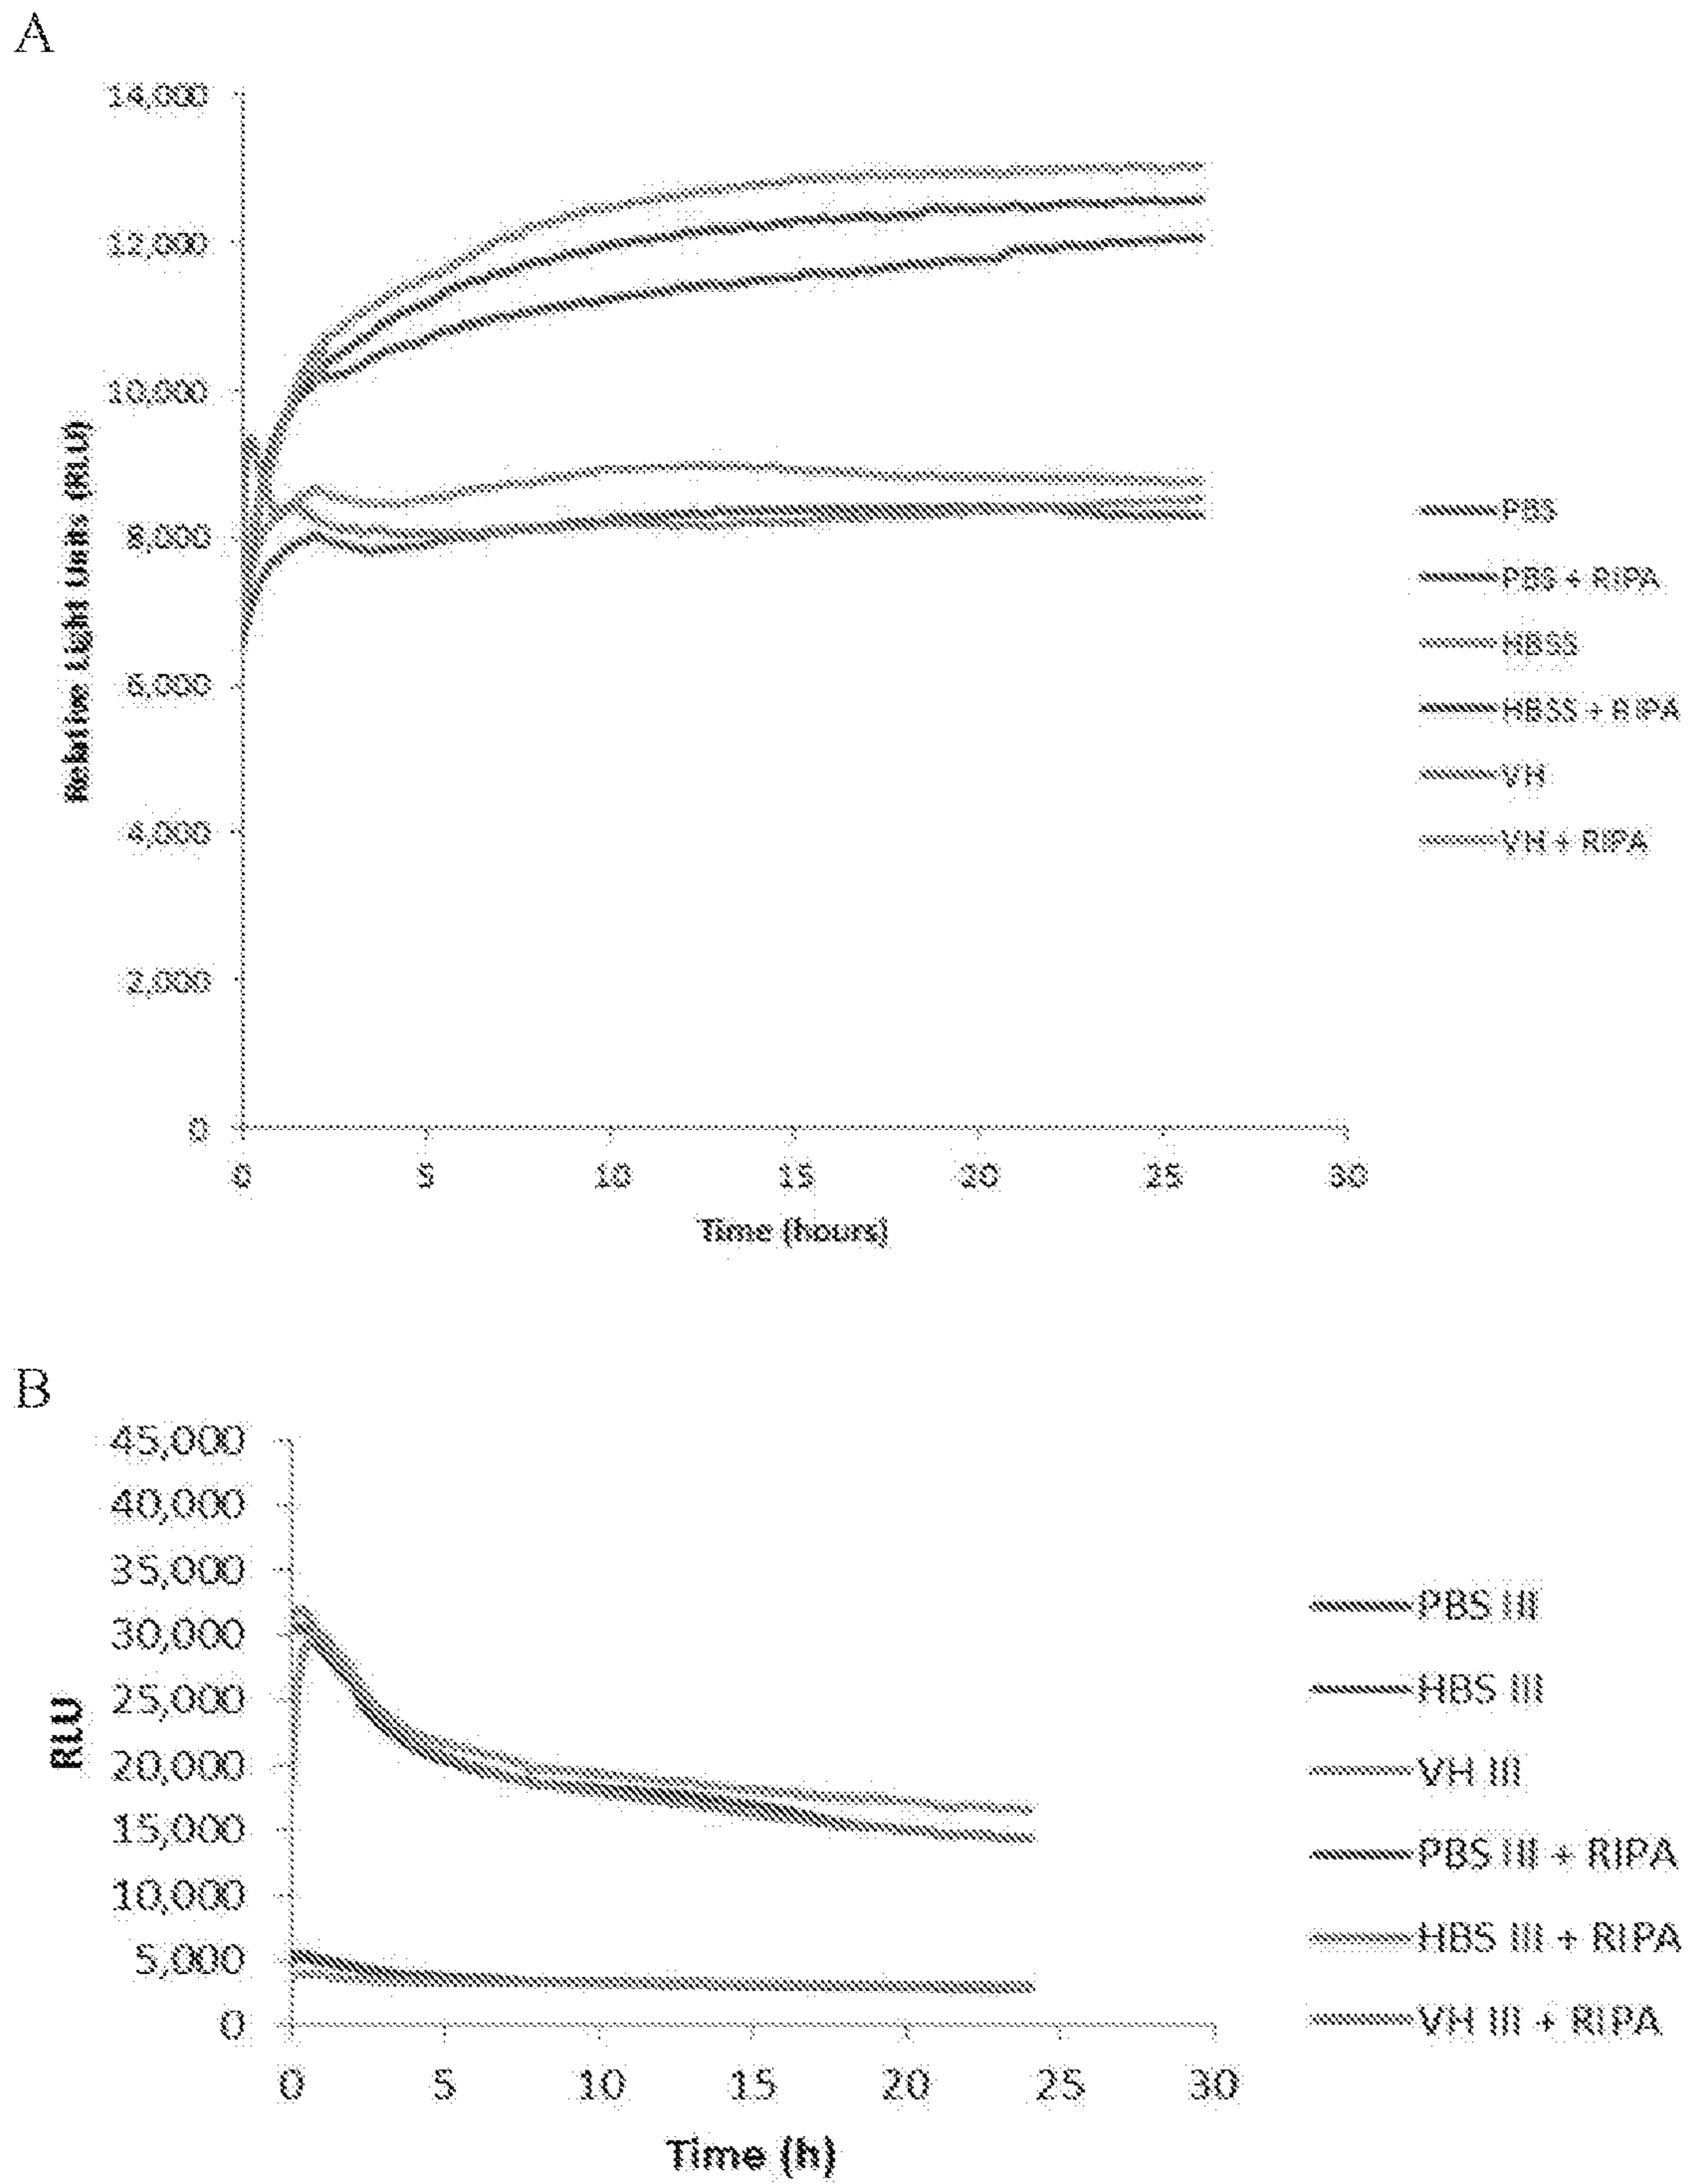 A
14,000
12,000
10,000
8,000
6,000
4,000
2,000
0
Relative Light Units (RLU)
0 5 10 15 20 25 30
Time (hours)
PBS
PBS + RIPA
HBSS
HBSS + RIPA
VH
VH + RIPA
B
45,000
40,000
35,000
30,000
25,000
20,000
15,000
10,000
5,000
0
RLU
0 5 10 15 20 25 30
Time (h)
PBS III
HBS III
VH III
PBS III + RIPA
HBS III + RIPA
VH III + RIPA